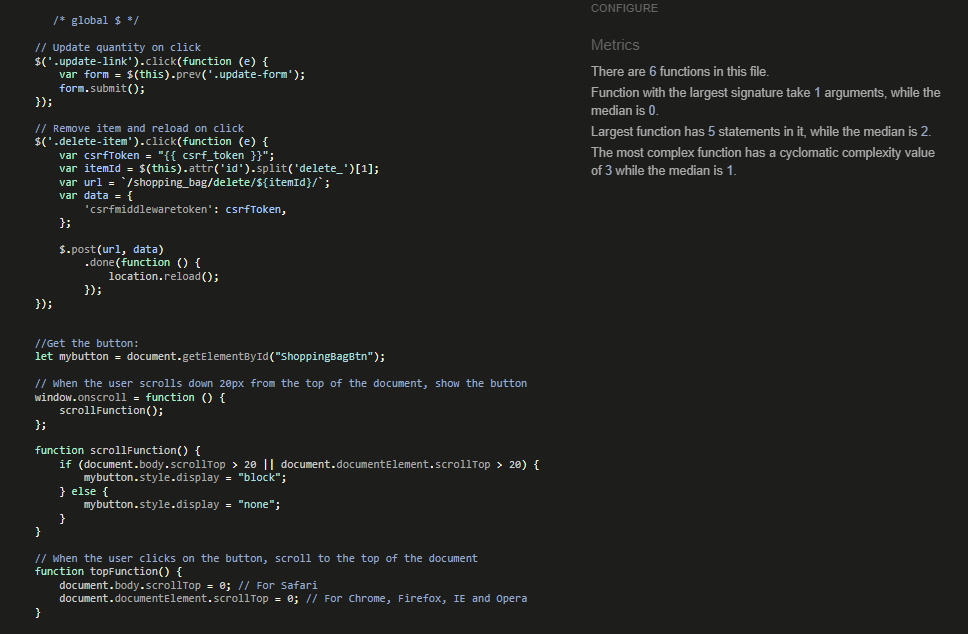 /* global $ */

// Update quantity on click
$('.update-link').click(function (e) {
    var form = $(this).prev('.update-form');
    form.submit();
});

// Remove item and reload on click
$('.delete-item').click(function (e) {
    var csrfToken = "{{ csrf_token }}";
    var itemId = $(this).attr('id').split('delete_')[1];
    var url = `/shopping_bag/delete/${itemId}/`;
    var data = {
        'csrfmiddlewaretoken': csrfToken,
    };

    $.post(url, data)
        .done(function () {
            location.reload();
        });
});


//Get the button:
let mybutton = document.getElementById("ShoppingBagBtn");

// When the user scrolls down 20px from the top of the document, show the button
window.onscroll = function () {
    scrollFunction();
};

function scrollFunction() {
    if (document.body.scrollTop > 20 || document.documentElement.scrollTop > 20) {
        mybutton.style.display = "block";
    } else {
        mybutton.style.display = "none";
    }
}

// When the user clicks on the button, scroll to the top of the document
function topFunction() {
    document.body.scrollTop = 0; // For Safari
    document.documentElement.scrollTop = 0; // For Chrome, Firefox, IE and Opera
}
CONFIGURE
Metrics
There are 6 functions in this file.
Function with the largest signature take 1 arguments, while the
median is 0.
Largest function has 5 statements in it, while the median is 2.
The most complex function has a cyclomatic complexity value
of 3 while the median is 1.